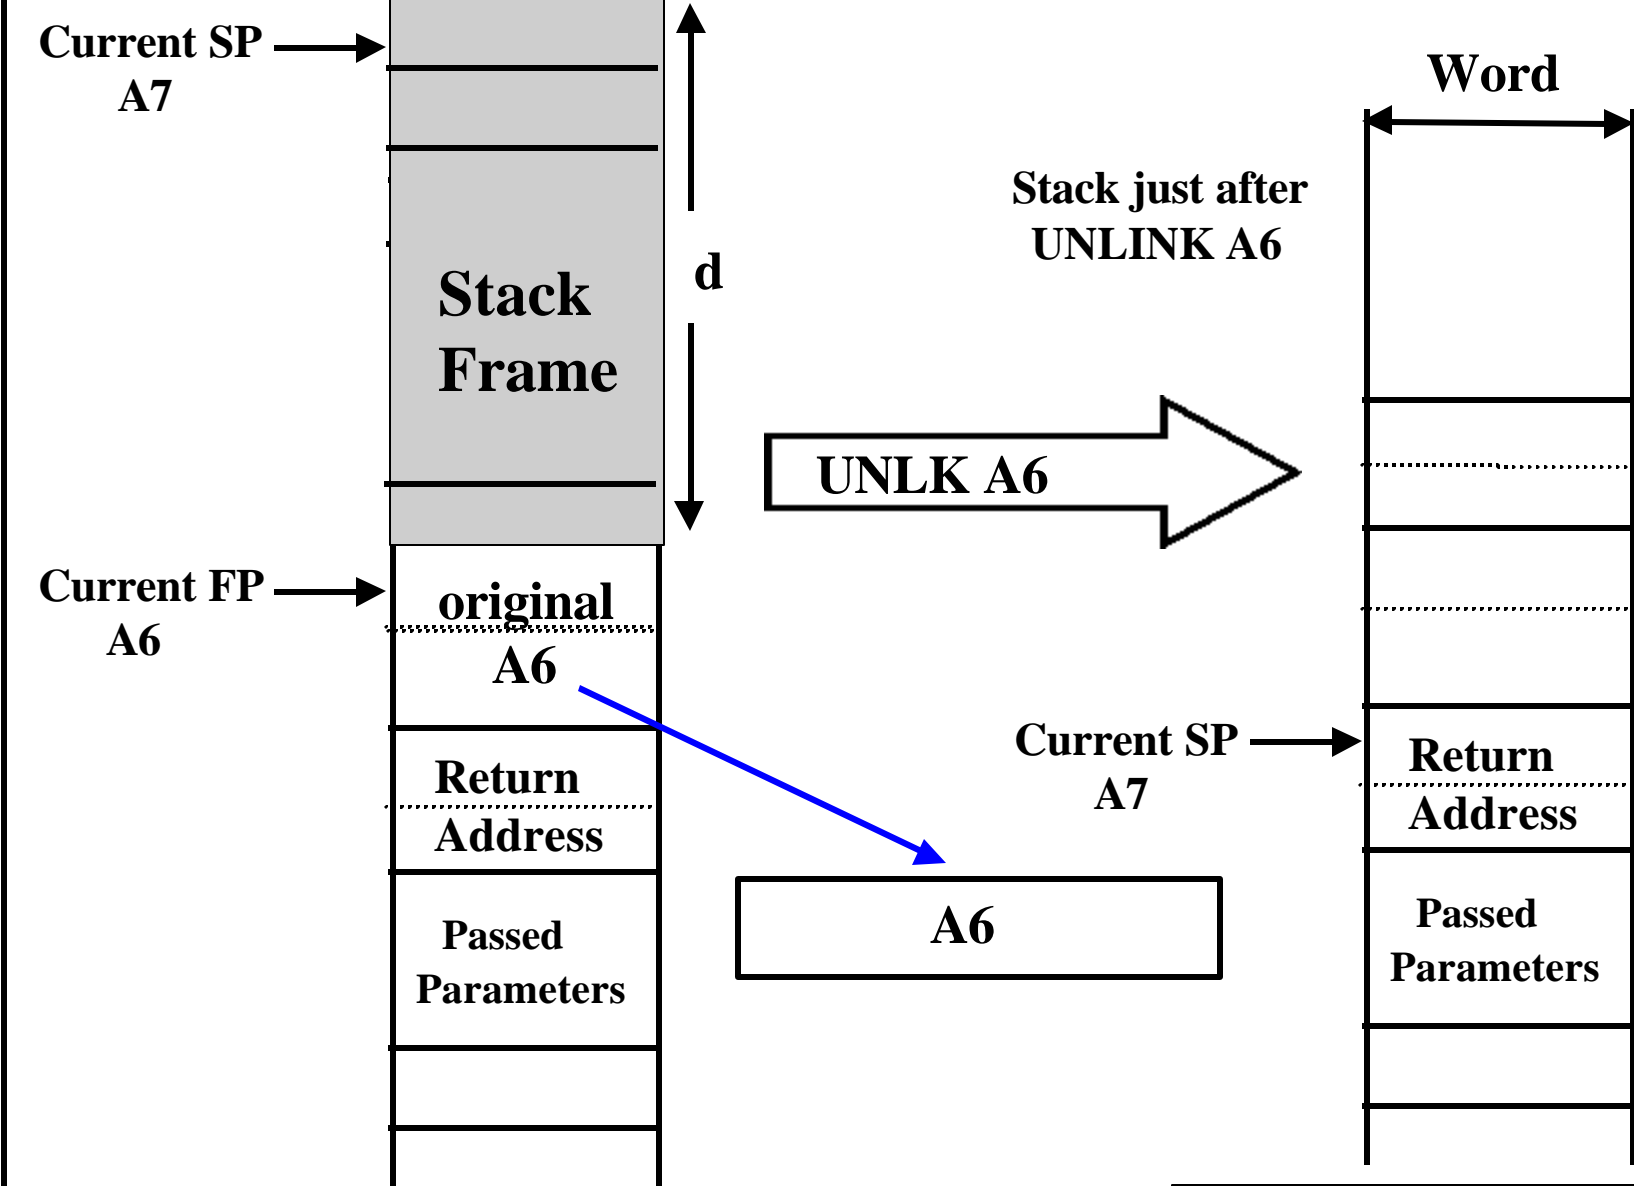 Current SP
A7
Word
Stack just after
UNLINK A6
d
Stack
Frame
UNLK A6
Current FP
A6
original
A6
Return
Address
Passed
Parameters
A6
Current SP
A7
Return
Address
Passed
Parameters